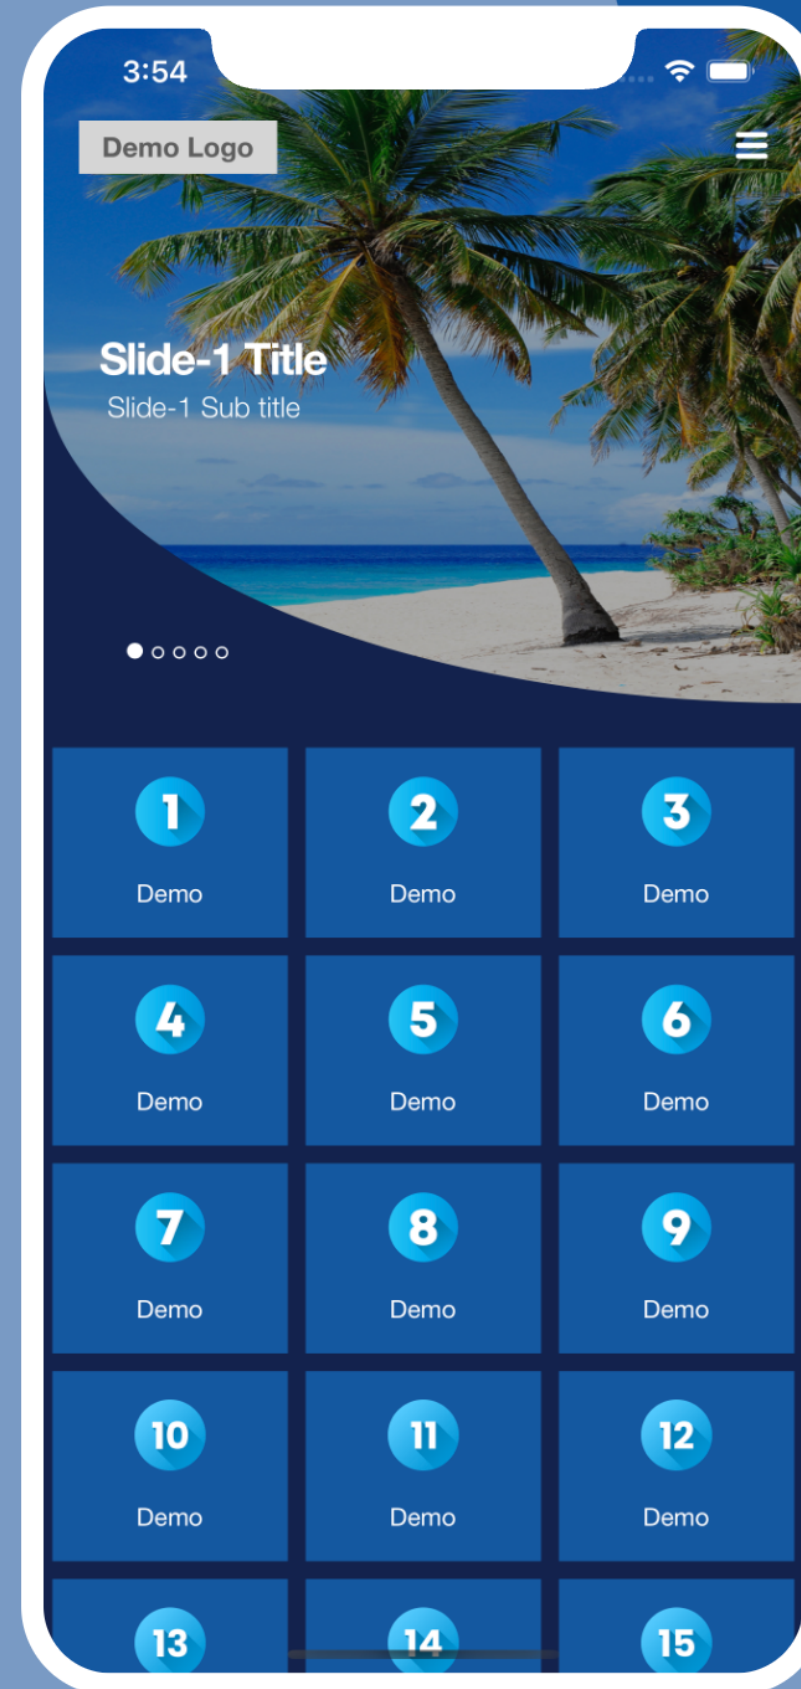 3:54
Demo Logo
Slide-1 Title
Slide-1 Sub title
1 2 3
Demo Demo Demo
4 5 6
Demo Demo Demo
7 8 9
Demo Demo Demo
10 11 12
Demo Demo Demo
13 14 15